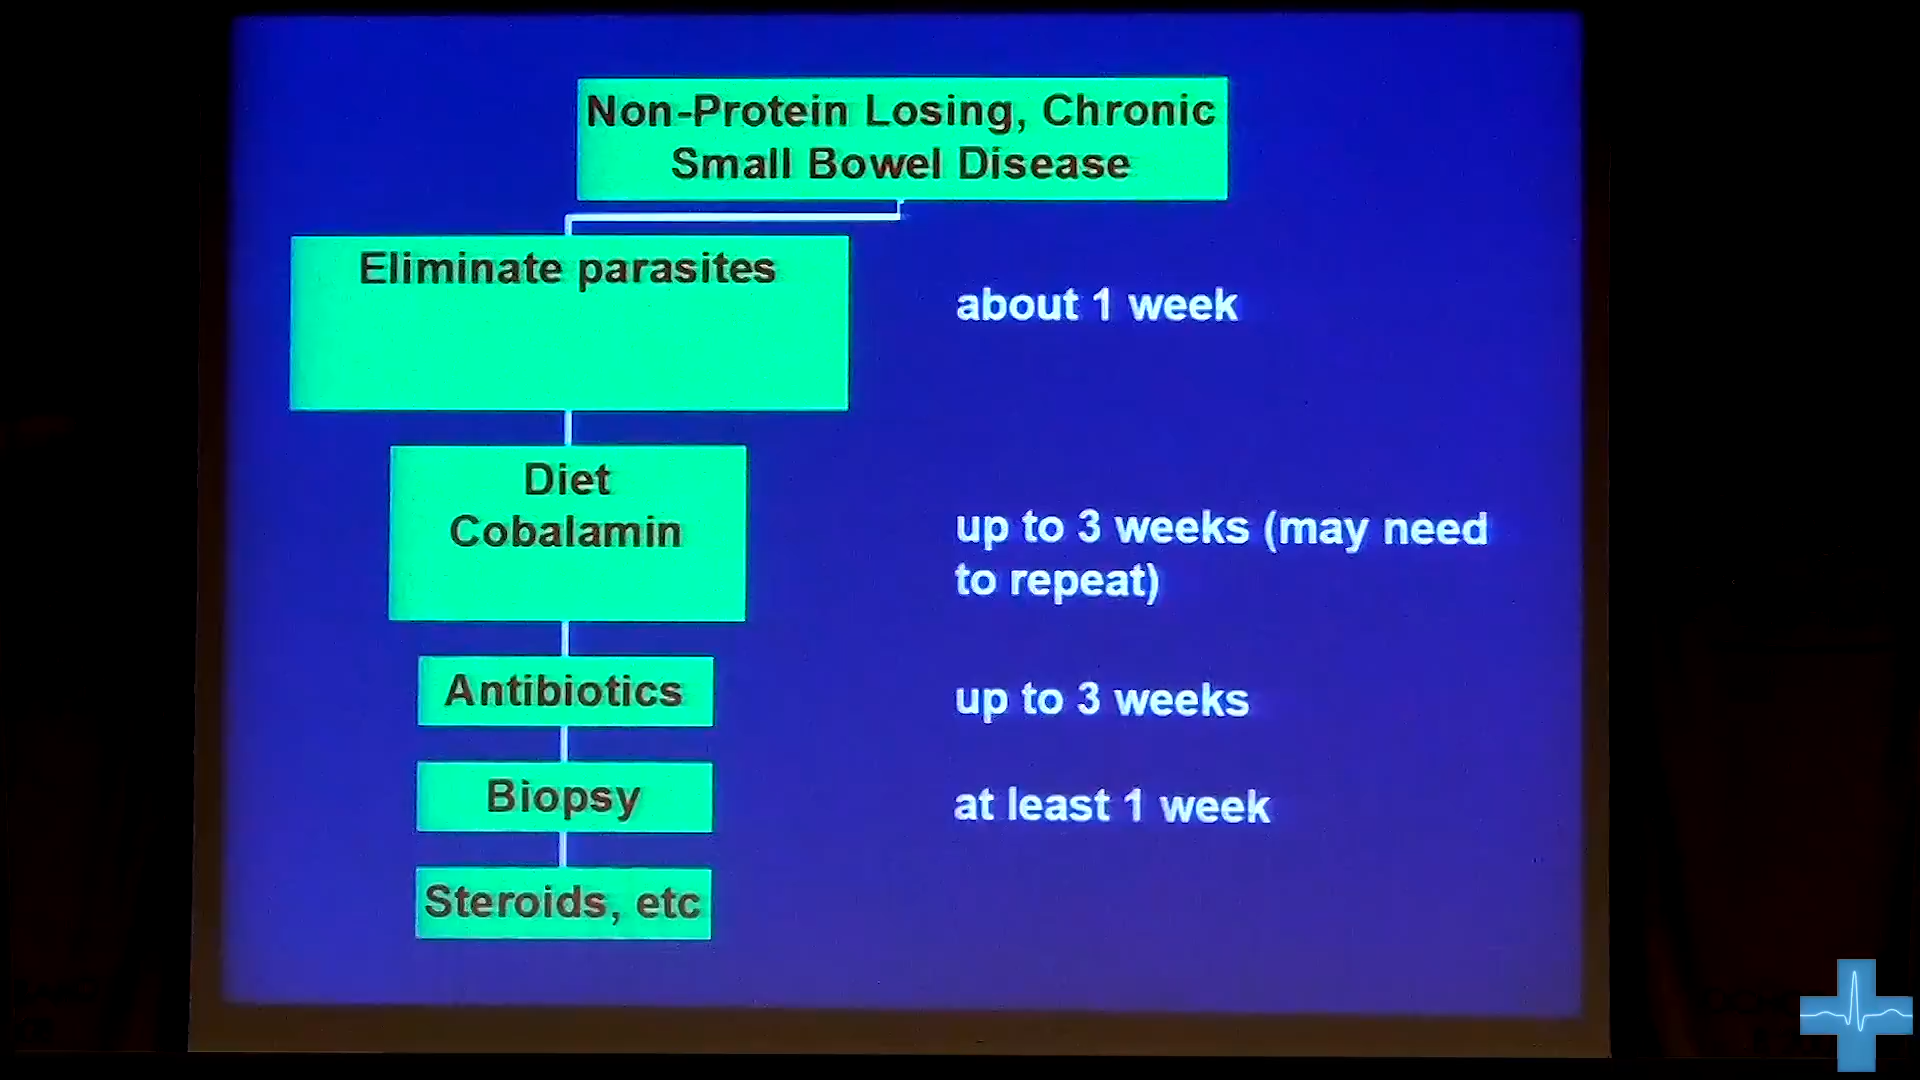 Non-Protein Losing, Chronic
Small Bowel Disease
Eliminate parasites
about 1 week
Diet
Cobalamin
up to 3 weeks (may need
to repeat)
Antibiotics
up to 3 weeks
Biopsy
at least 1 week
Steroids, etc